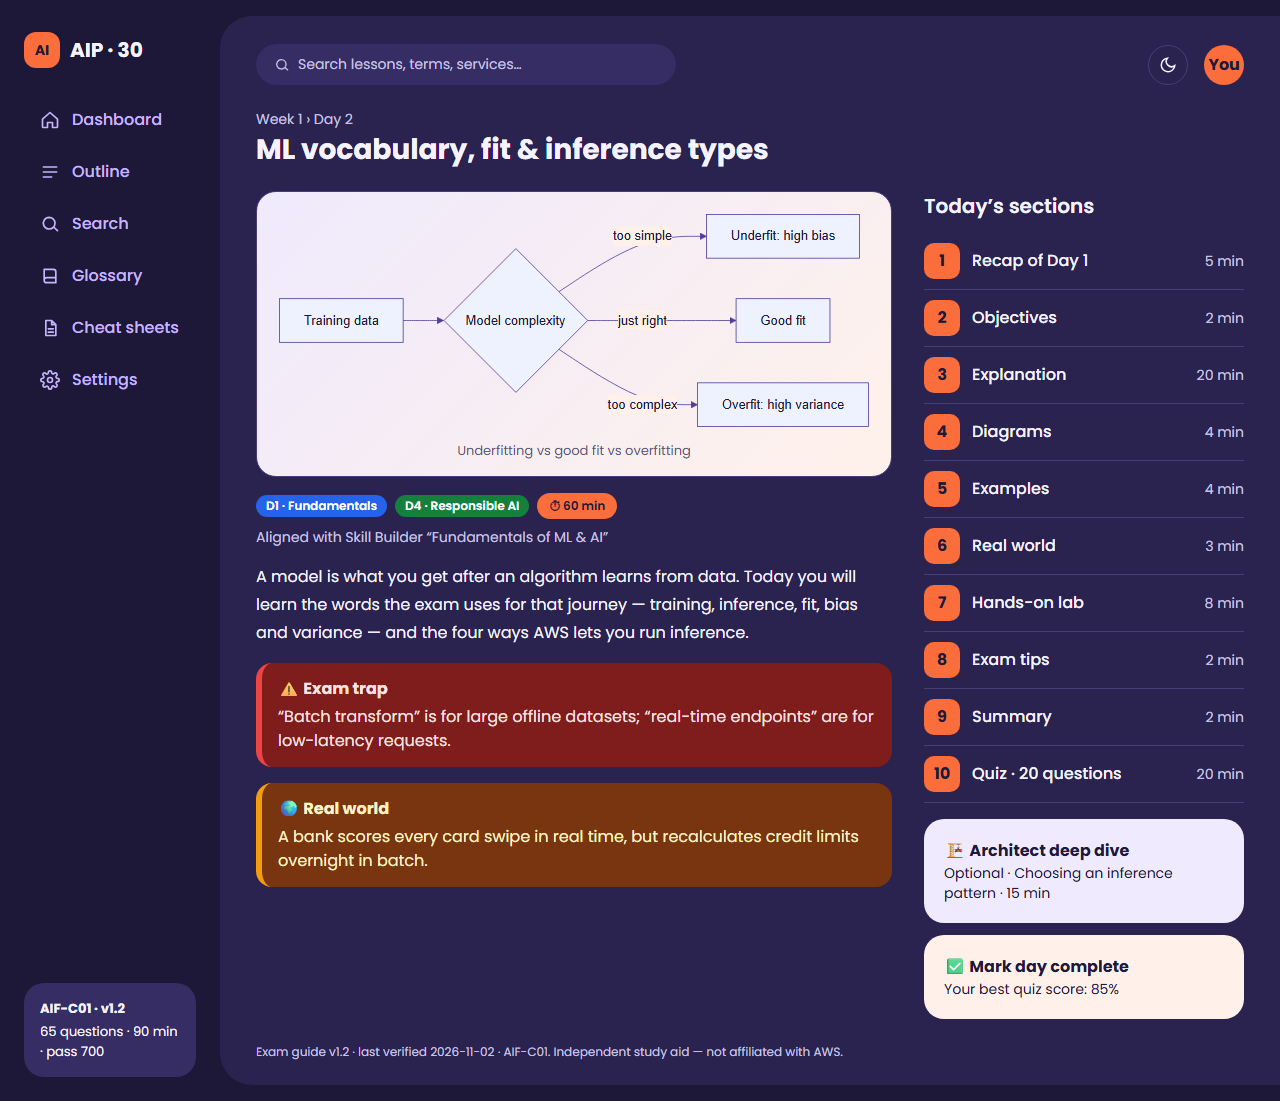 AI
AIP · 30
Dashboard
Outline
Search
Glossary
Cheat sheets
Settings
AIF-C01 · v1.2
65 questions · 90 min
· pass 700
Search lessons, terms, services…
You
Week 1 › Day 2
ML vocabulary, fit & inference types
Training data
Model complexity
too simple
just right
too complex
Underfit: high bias
Good fit
Overfit: high variance
Underfitting vs good fit vs overfitting
D1 · Fundamentals
D4 · Responsible AI
⏱ 60 min
Aligned with Skill Builder “Fundamentals of ML & AI”
A model is what you get after an algorithm learns from data. Today you will
learn the words the exam uses for that journey — training, inference, fit, bias
and variance — and the four ways AWS lets you run inference.
⚠️ Exam trap
“Batch transform” is for large offline datasets; “real-time endpoints” are for
low-latency requests.
🌍 Real world
A bank scores every card swipe in real time, but recalculates credit limits
overnight in batch.
Today’s sections
1 Recap of Day 1 5 min
2 Objectives 2 min
3 Explanation 20 min
4 Diagrams 4 min
5 Examples 4 min
6 Real world 3 min
7 Hands-on lab 8 min
8 Exam tips 2 min
9 Summary 2 min
10 Quiz · 20 questions 20 min
🏗️ Architect deep dive
Optional · Choosing an inference
pattern · 15 min
✅ Mark day complete
Your best quiz score: 85%
Exam guide v1.2 · last verified 2026-11-02 · AIF-C01. Independent study aid — not affiliated with AWS.